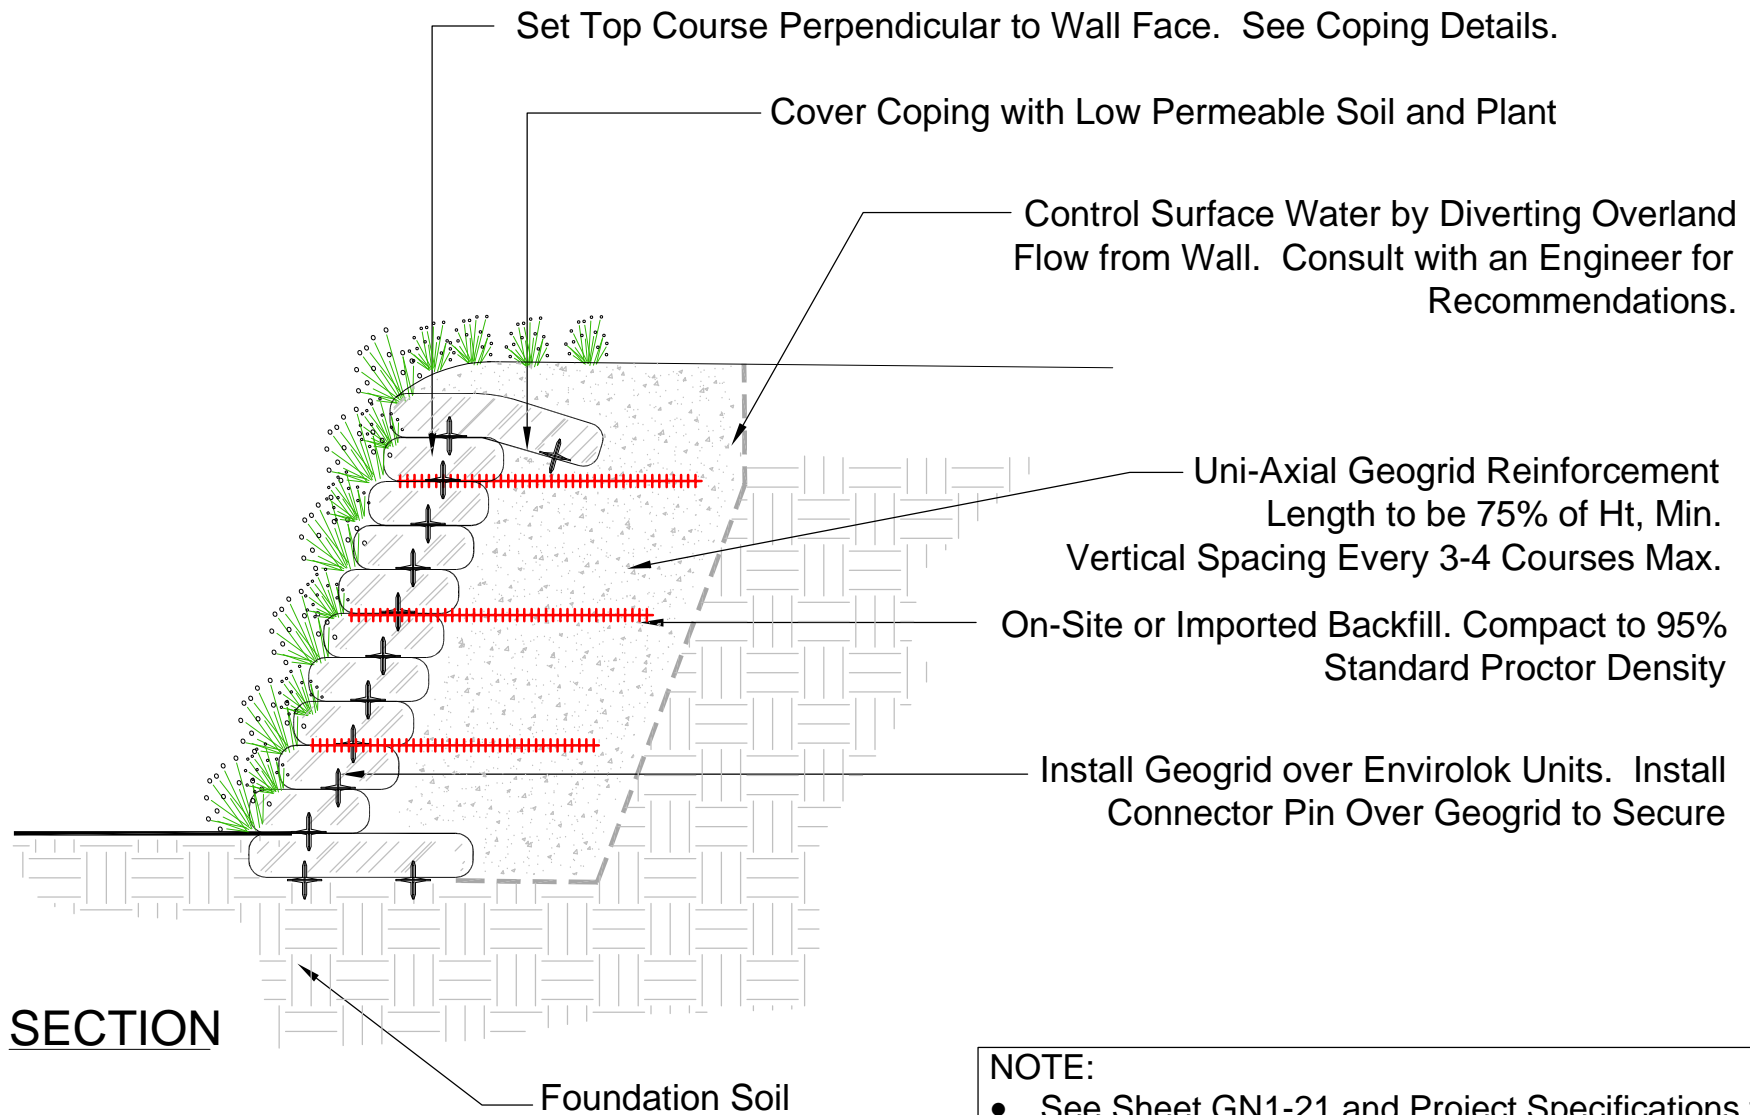 Set Top Course Perpendicular to Wall Face.  See Coping Details.
Cover Coping with Low Permeable Soil and Plant
Control Surface Water by Diverting Overland
Flow from Wall.  Consult with an Engineer for
Recommendations.
Uni-Axial Geogrid Reinforcement
Length to be 75% of Ht, Min.
Vertical Spacing Every 3-4 Courses Max.
On-Site or Imported Backfill. Compact to 95%
Standard Proctor Density
Install Geogrid over Envirolok Units.  Install
Connector Pin Over Geogrid to Secure
SECTION
Foundation Soil
NOTE:
• See Sheet GN1-21 and Project Specifications